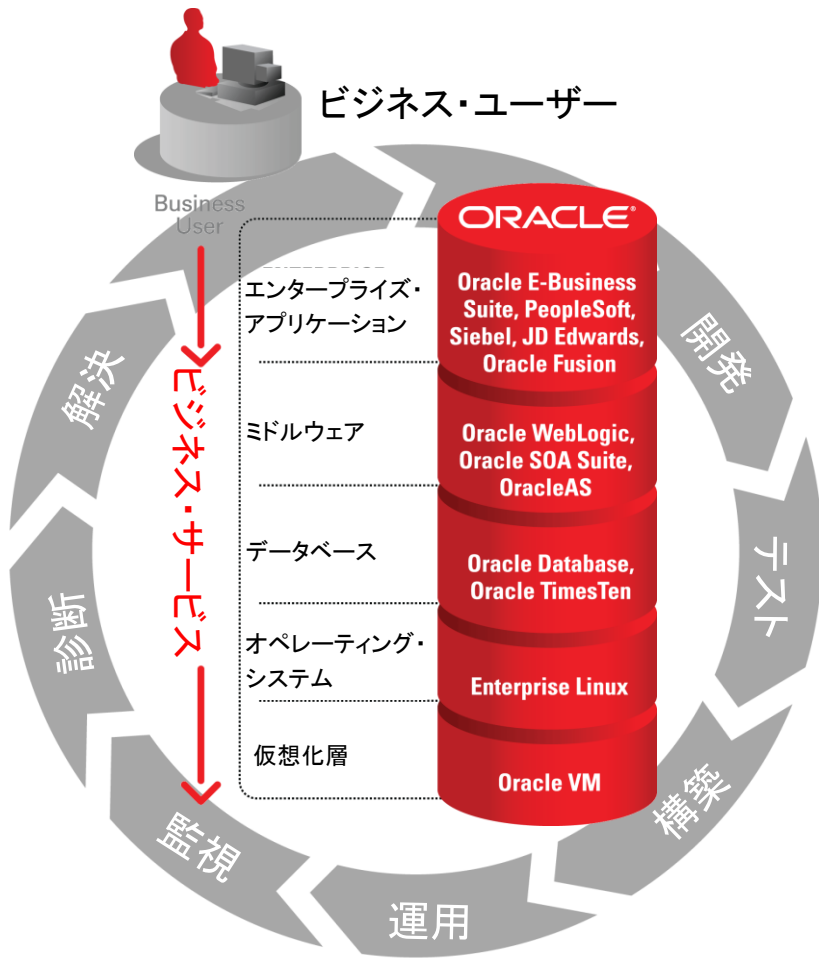 ビジネス・ユーザー
Business
User
ORACLE®
エンタープライズ・
アプリケーション
Oracle E-Business
Suite, PeopleSoft,
Siebel, JD Edwards,
Oracle Fusion
ミドルウェア
Oracle WebLogic,
Oracle SOA Suite,
OracleAS
データベース
Oracle Database,
Oracle TimesTen
オペレーティング・
システム
Enterprise Linux
仮想化層
Oracle VM
ビジネス・サービス
開発
テスト
構築
運用
監視
診断
解決